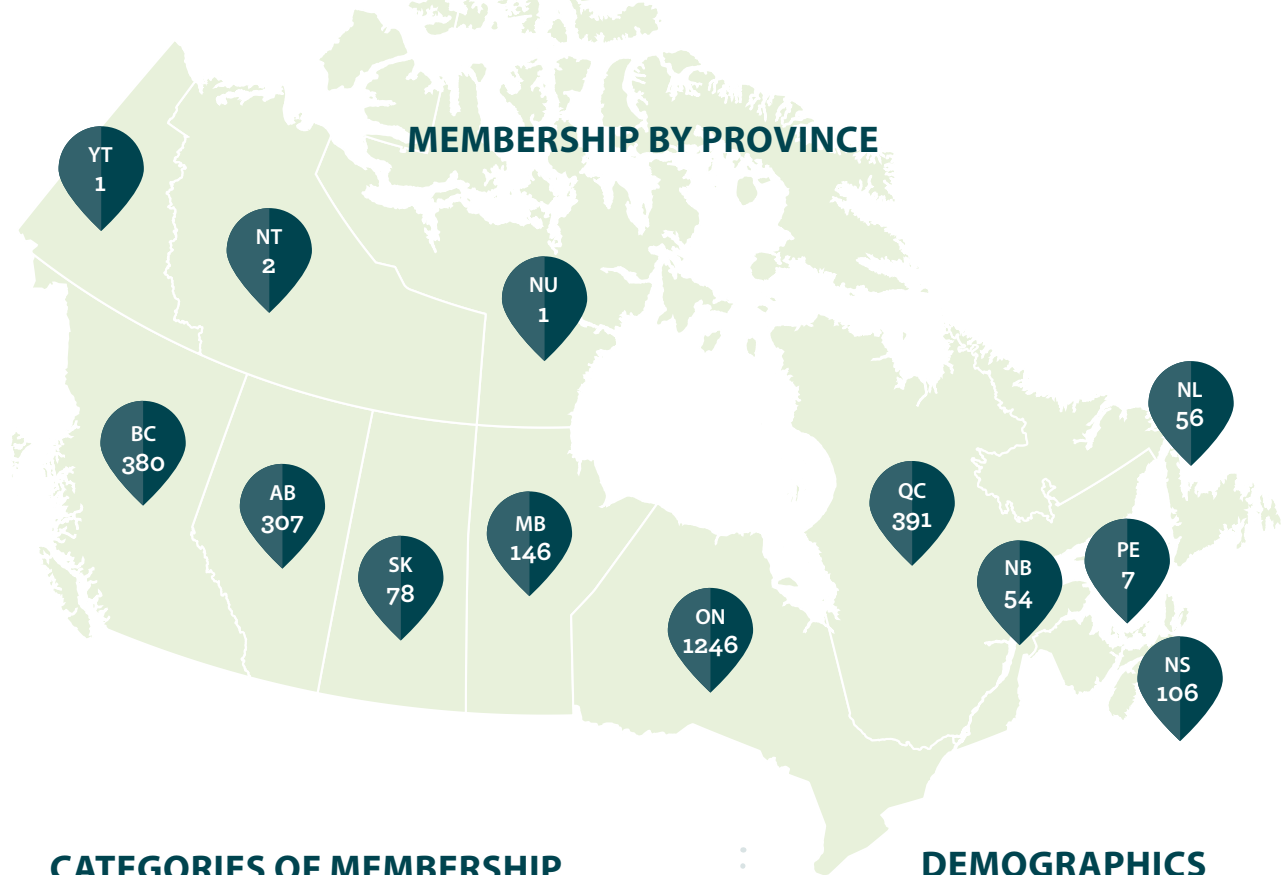 MEMBERSHIP BY PROVINCE
YT
1
NT
2
NU
1
NL
56
BC
380
AB
307
SK
78
MB
146
ON
1246
QC
391
NB
54
PE
7
NS
106
CATEGORIES OF MEMBERSHIP
DEMOGRAPHICS